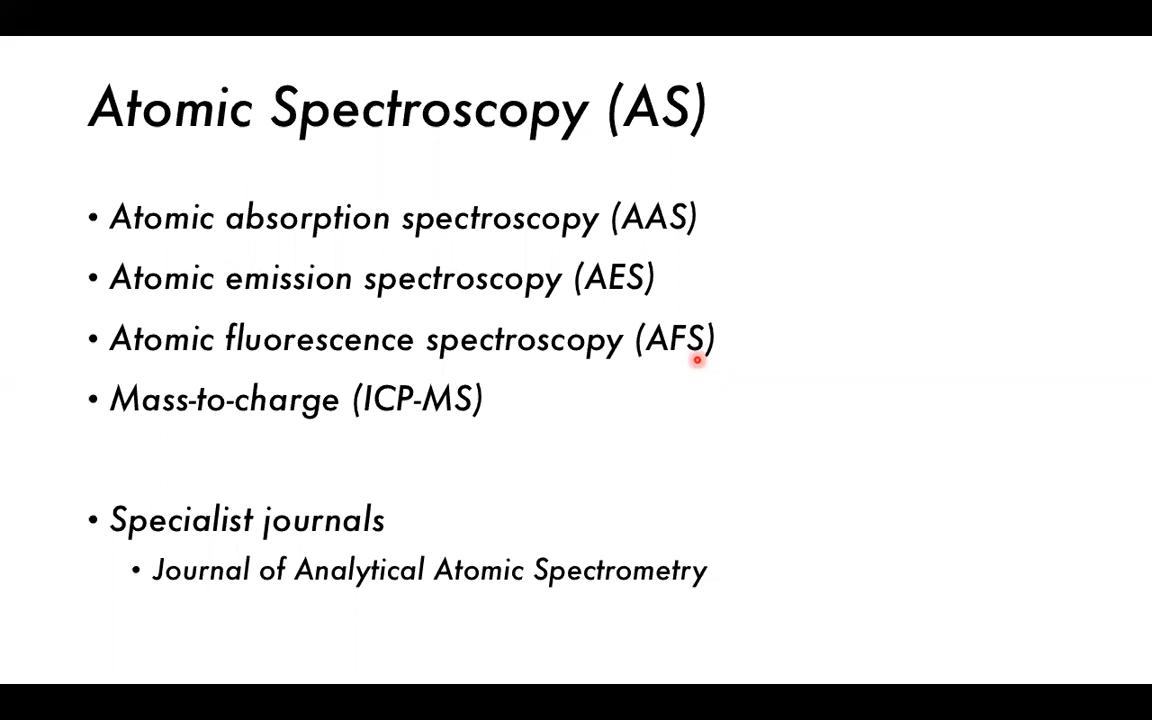 Atomic Spectroscopy (AS)
• Atomic absorption spectroscopy (AAS)
• Atomic emission spectroscopy (AES)
• Atomic fluorescence spectroscopy (AFS)
• Mass-to-charge (ICP-MS)
• Specialist journals
• Journal of Analytical Atomic Spectrometry